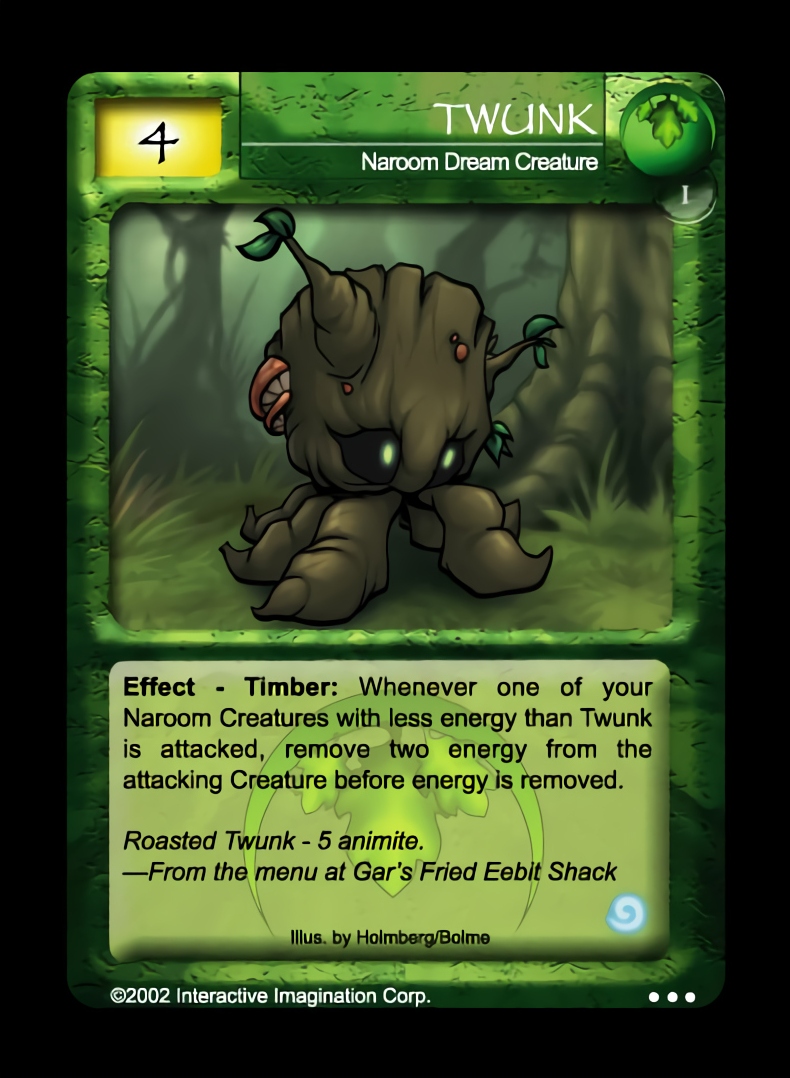 4
TWUNK
Naroom Dream Creature
I
Effect - Timber: Whenever one of your
Naroom Creatures with less energy than Twunk
is attacked, remove two energy from the
attacking Creature before energy is removed.
Roasted Twunk - 5 animite.
—From the menu at Gar's Fried Eebit Shack
Illus. by Holmberg/Bolme
©2002 Interactive Imagination Corp.